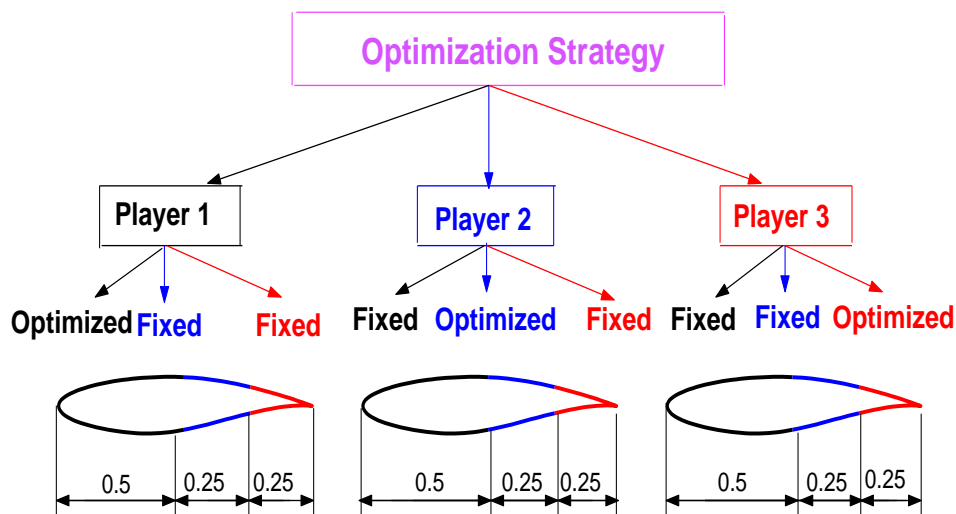 Optimization Strategy
Player 1
Player 2
Player 3
Optimized Fixed Fixed
Fixed Optimized Fixed
Fixed Fixed Optimized
0.5 0.25 0.25
0.5 0.25 0.25
0.5 0.25 0.25